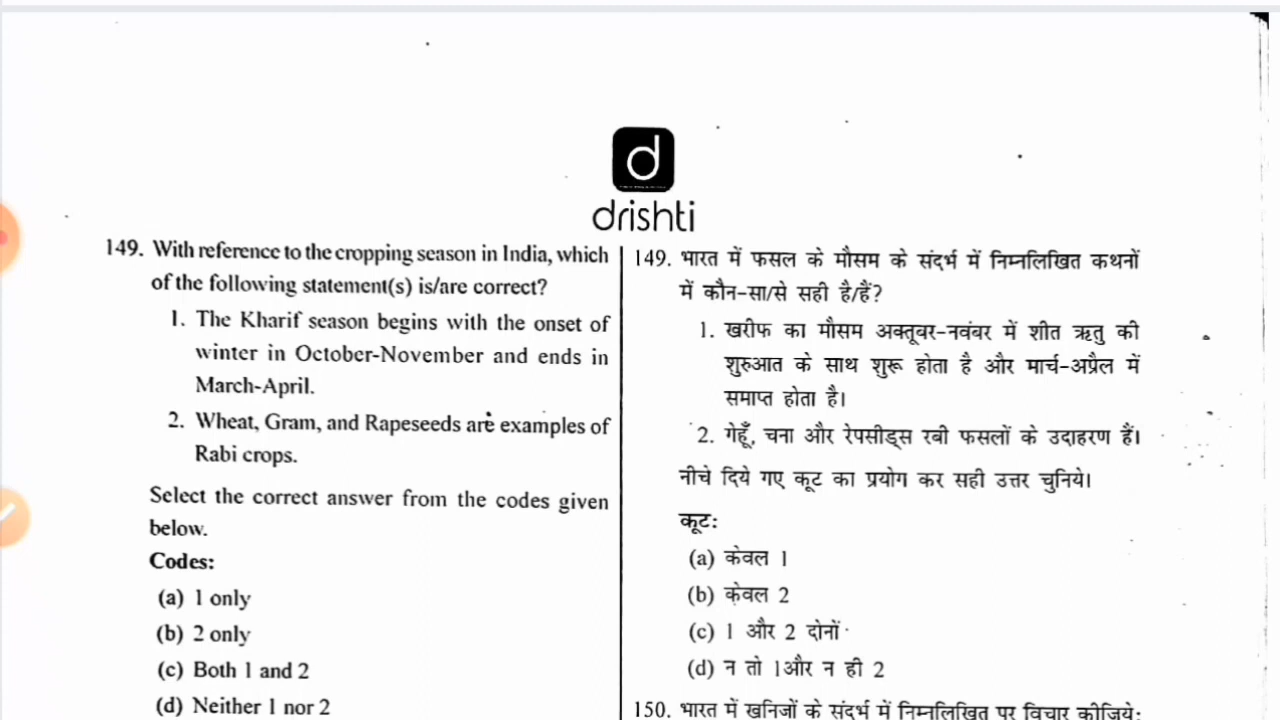 d
drishti
149. With reference to the cropping season in India, which
of the following statement(s) is/are correct?
1. The Kharif season begins with the onset of
winter in October-November and ends in
March-April.
2. Wheat, Gram, and Rapeseeds are examples of
Rabi crops.
Select the correct answer from the codes given
below.
Codes:
(a) 1 only
(b) 2 only
(c) Both 1 and 2
(d) Neither 1 nor 2
149. भारत में फसल के मौसम के संदर्भ में निम्नलिखित कथनों
में कौन-सा/से सही है/हैं?
1. खरीफ का मौसम अक्तूबर-नवंबर में शीत ऋतु की
शुरुआत के साथ शुरू होता है और मार्च-अप्रैल में
समाप्त होता है।
2. गेहूँ, चना और रेपसीड्स रबी फसलों के उदाहरण हैं।
नीचे दिये गए कूट का प्रयोग कर सही उत्तर चुनिये।
कूट:
(a) केवल 1
(b) केवल 2
(c) 1 और 2 दोनों
(d) न तो 1और न ही 2
150. भारत में खनिजों के संदर्भ में निम्नलिखित पर विचार कीजिये: